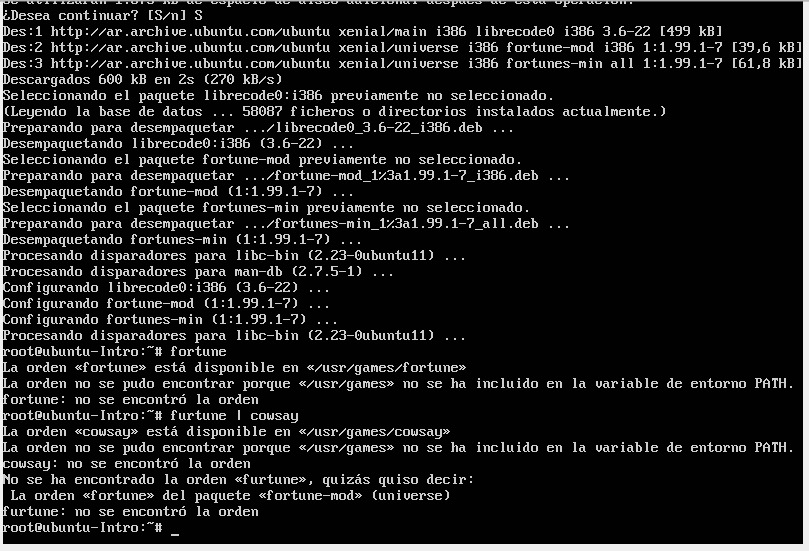 se utilizarán 1.673 kB de espacio de disco adicional después de esta operación.
¿Desea continuar? [S/n] S
Des:1 http://ar.archive.ubuntu.com/ubuntu xenial/main i386 librecode0 i386 3.6-22 [499 kB]
Des:2 http://ar.archive.ubuntu.com/ubuntu xenial/universe i386 fortune-mod i386 1:1.99.1-7 [39,6 kB]
Des:3 http://ar.archive.ubuntu.com/ubuntu xenial/universe i386 fortunes-min all 1:1.99.1-7 [61,8 kB]
Descargados 600 kB en 2s (270 kB/s)
Seleccionando el paquete librecode0:i386 previamente no seleccionado.
(Leyendo la base de datos ... 58087 ficheros o directorios instalados actualmente.)
Preparando para desempaquetar .../librecode0_3.6-22_i386.deb ...
Desempaquetando librecode0:i386 (3.6-22) ...
Seleccionando el paquete fortune-mod previamente no seleccionado.
Preparando para desempaquetar .../fortune-mod_1%3a1.99.1-7_i386.deb ...
Desempaquetando fortune-mod (1:1.99.1-7) ...
Seleccionando el paquete fortunes-min previamente no seleccionado.
Preparando para desempaquetar .../fortunes-min_1%3a1.99.1-7_all.deb ...
Desempaquetando fortunes-min (1:1.99.1-7) ...
Procesando disparadores para libc-bin (2.23-0ubuntu11) ...
Procesando disparadores para man-db (2.7.5-1) ...
Configurando librecode0:i386 (3.6-22) ...
Configurando fortune-mod (1:1.99.1-7) ...
Configurando fortunes-min (1:1.99.1-7) ...
Procesando disparadores para libc-bin (2.23-0ubuntu11) ...
root@ubuntu-Intro:~# fortune
La orden «fortune» está disponible en «/usr/games/fortune»
La orden no se pudo encontrar porque «/usr/games» no se ha incluido en la variable de entorno PATH.
fortune: no se encontró la orden
root@ubuntu-Intro:~# furtune | cowsay
La orden «cowsay» está disponible en «/usr/games/cowsay»
La orden no se pudo encontrar porque «/usr/games» no se ha incluido en la variable de entorno PATH.
cowsay: no se encontró la orden
No se ha encontrado la orden «furtune», quizás quiso decir:
 La orden «fortune» del paquete «fortune-mod» (universe)
furtune: no se encontró la orden
root@ubuntu-Intro:~# _